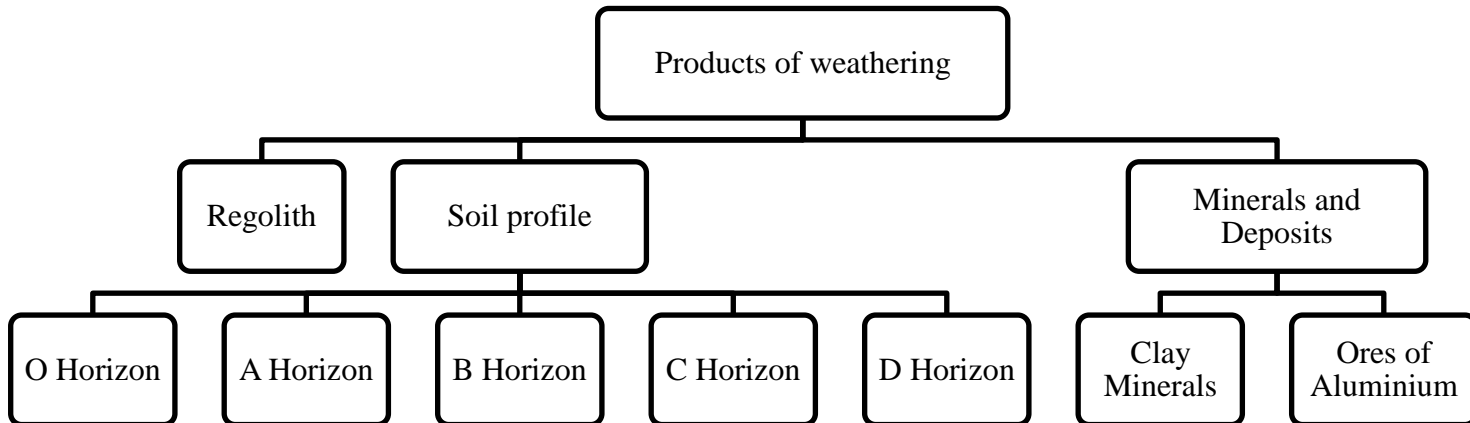 Products of weathering
Regolith
Soil profile
Minerals and
Deposits
O Horizon
A Horizon
B Horizon
C Horizon
D Horizon
Clay
Minerals
Ores of
Aluminium